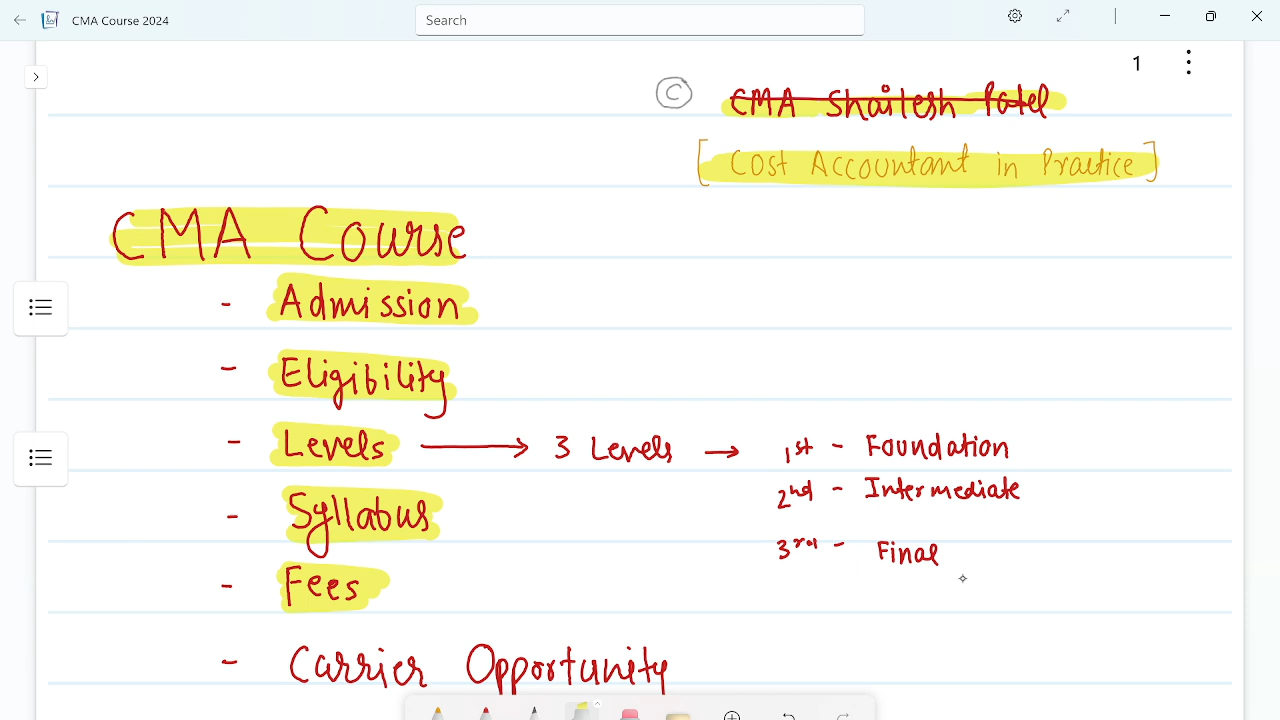 CMA Course 2024
Search
1
© CMA Shailesh Patel
[ Cost Accountant in Practice ]
CMA Course
- Admission
- Eligibility
- Levels → 3 Levels → 1st - Foundation
2nd - Intermediate
- Syllabus
3rd - Final
- Fees
- Carrier Opportunity